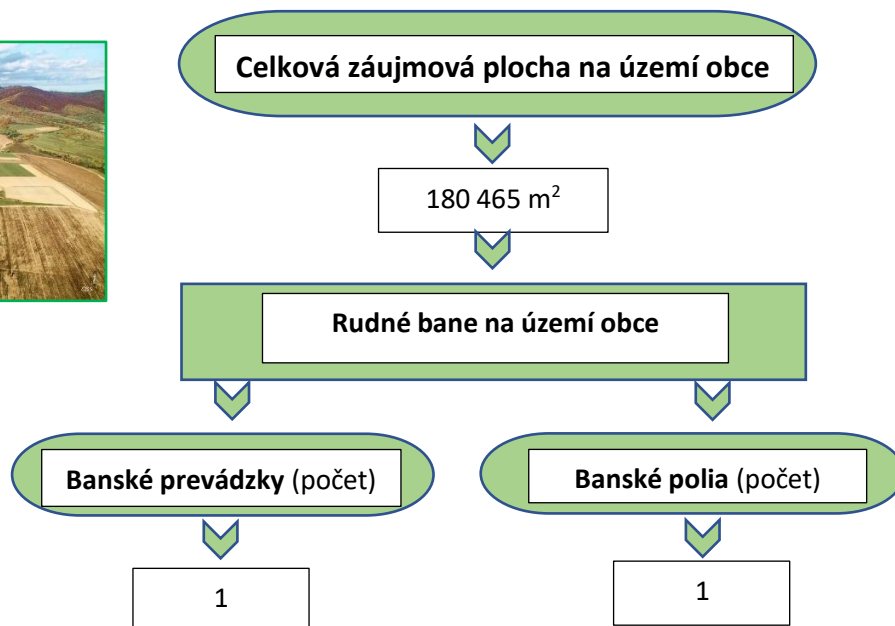 Celková záujmová plocha na území obce
180 465 m²
Rudné bane na území obce
Banské prevádzky (počet)
Banské polia (počet)
1
1